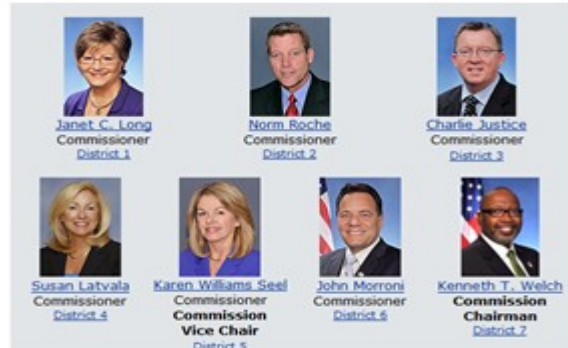 Janet C. Long
Commissioner
District 1
Norm Roche
Commissioner
District 2
Charlie Justice
Commissioner
District 3
Susan Latvala
Commissioner
District 4
Karen Williams Seel
Commissioner
Commission
Vice Chair
District 5
John Morroni
Commissioner
District 6
Kenneth T. Welch
Commission
Chairman
District 7